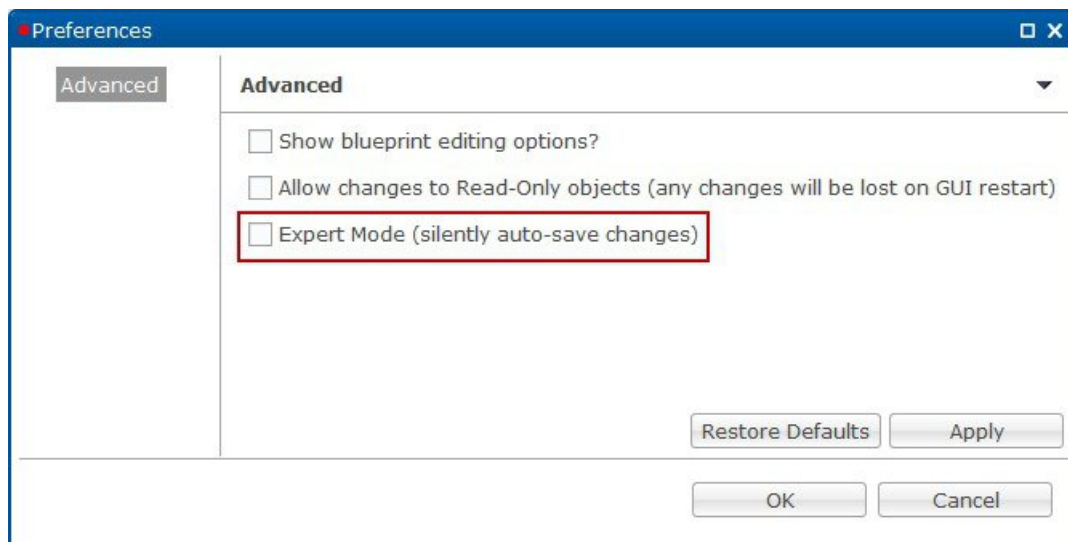 Preferences
Advanced
Advanced
Show blueprint editing options?
Allow changes to Read-Only objects (any changes will be lost on GUI restart)
Expert Mode (silently auto-save changes)
Restore Defaults
Apply
OK
Cancel